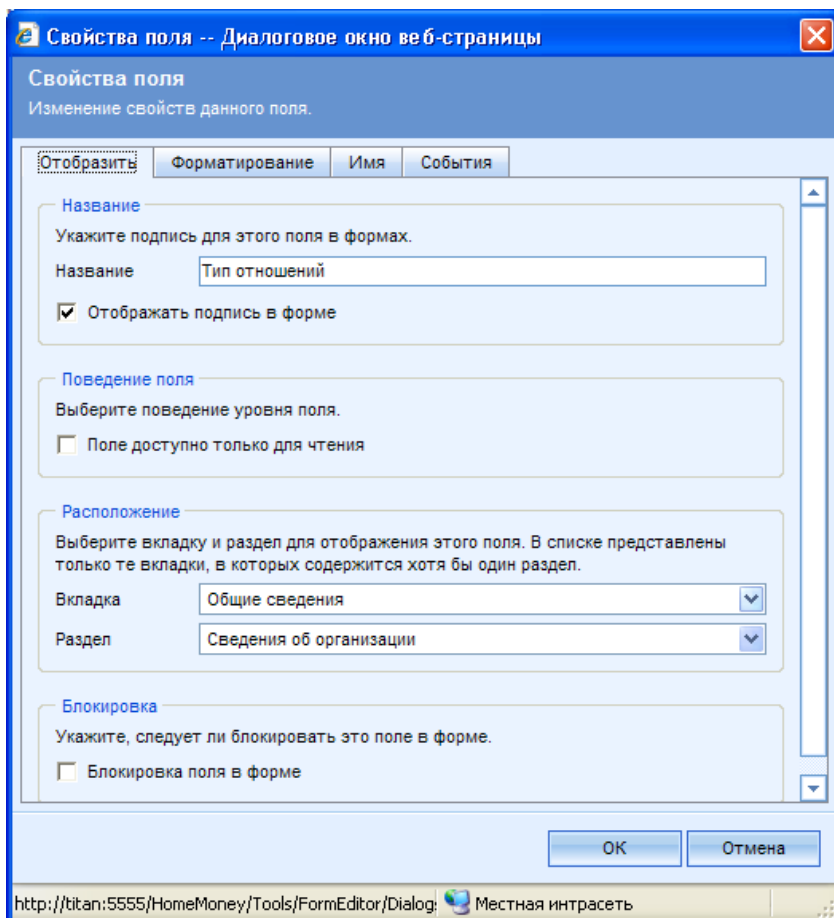 Свойства поля -- Диалоговое окно веб-страницы
Свойства поля
Изменение свойств данного поля.
Отобразить Форматирование Имя События
Название
Укажите подпись для этого поля в формах.
Название Тип отношений
Отображать подпись в форме
Поведение поля
Выберите поведение уровня поля.
Поле доступно только для чтения
Расположение
Выберите вкладку и раздел для отображения этого поля. В списке представлены
только те вкладки, в которых содержится хотя бы один раздел.
Вкладка Общие сведения
Раздел Сведения об организации
Блокировка
Укажите, следует ли блокировать это поле в форме.
Блокировка поля в форме
ОК Отмена
http://titan:5555/HomeMoney/Tools/FormEditor/Dialog: Местная интрасеть